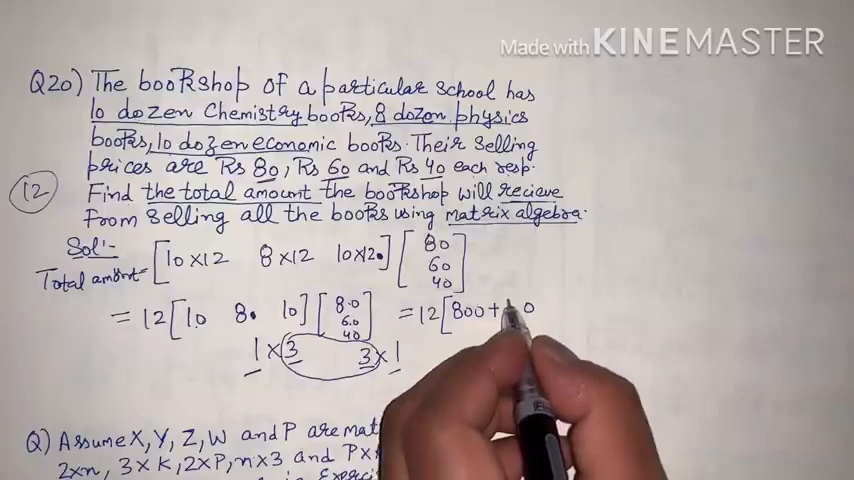 Made with KINEMASTER
Q20) The bookshop of a particular school has
10 dozen Chemistry books, 8 dozen physics
books, 10 dozen economic books. Their selling
prices are Rs 80, Rs 60 and Rs 40 each resp.
12
Find the total amount the bookshop will recieve
From selling all the books using matrix algebra.
Sol:-
Total amount = [10×12 8×12 10×12] [80 60 40]
= 12[10 8 10] [80 60 40] = 12[800+ 0
1×3 3×1
Q) Assume X, Y, Z, W and P are mat
2×n, 3×K, 2×P, n×3 and P×